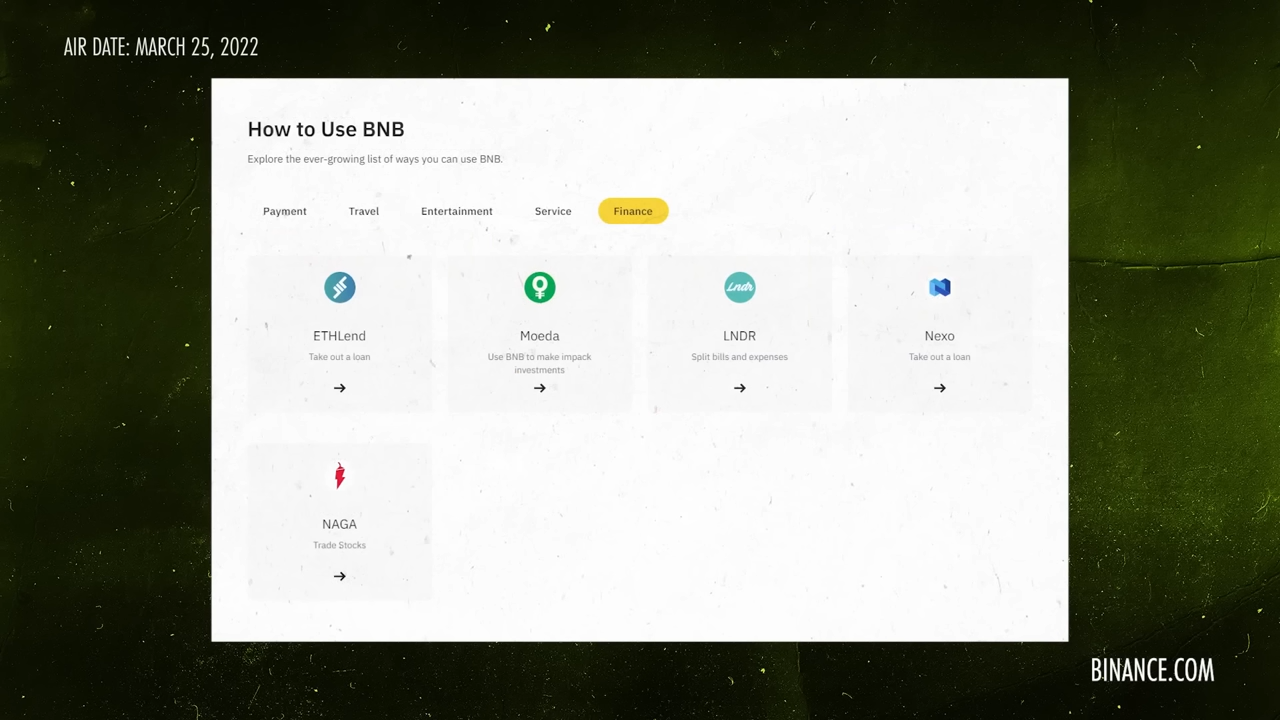 AIR DATE: MARCH 25, 2022
How to Use BNB
Explore the ever-growing list of ways you can use BNB.
Payment Travel Entertainment Service Finance
ETHLend
Take out a loan
Moeda
Use BNB to make impack
investments
Lndr
LNDR
Split bills and expenses
Nexo
Take out a loan
NAGA
Trade Stocks
BINANCE.COM